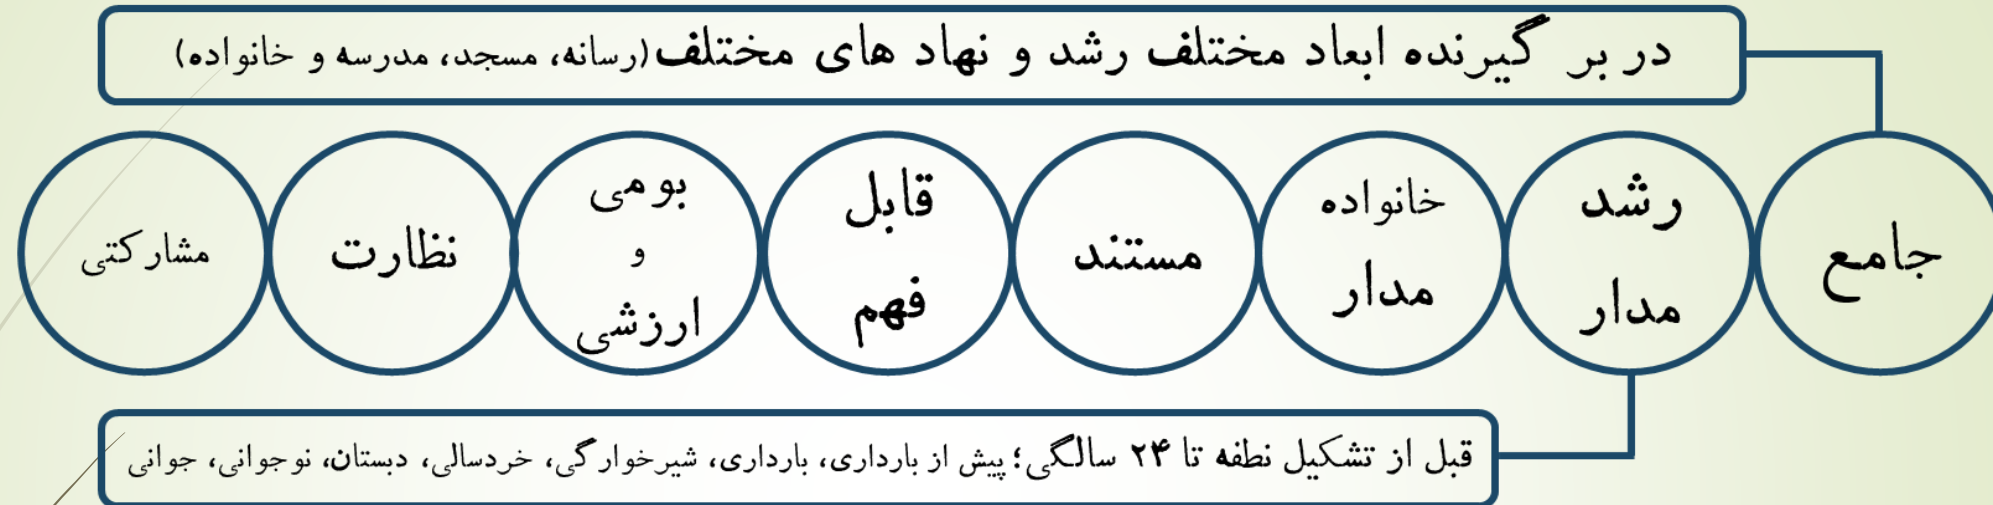 در بر گیرنده ابعاد مختلف رشد و نهاد های مختلف(رسانه، مسجد، مدرسه و خانواده)
جامع
رشد
مدار
خانواده
مدار
مستند
قابل
فهم
بومی
و
ارزشی
نظارت
مشارکتی
قبل از تشکیل نطفه تا ۲۴ سالگی؛ پیش از بارداری، بارداری، شیرخوارگی، خردسالی، دبستان، نوجوانی، جوانی